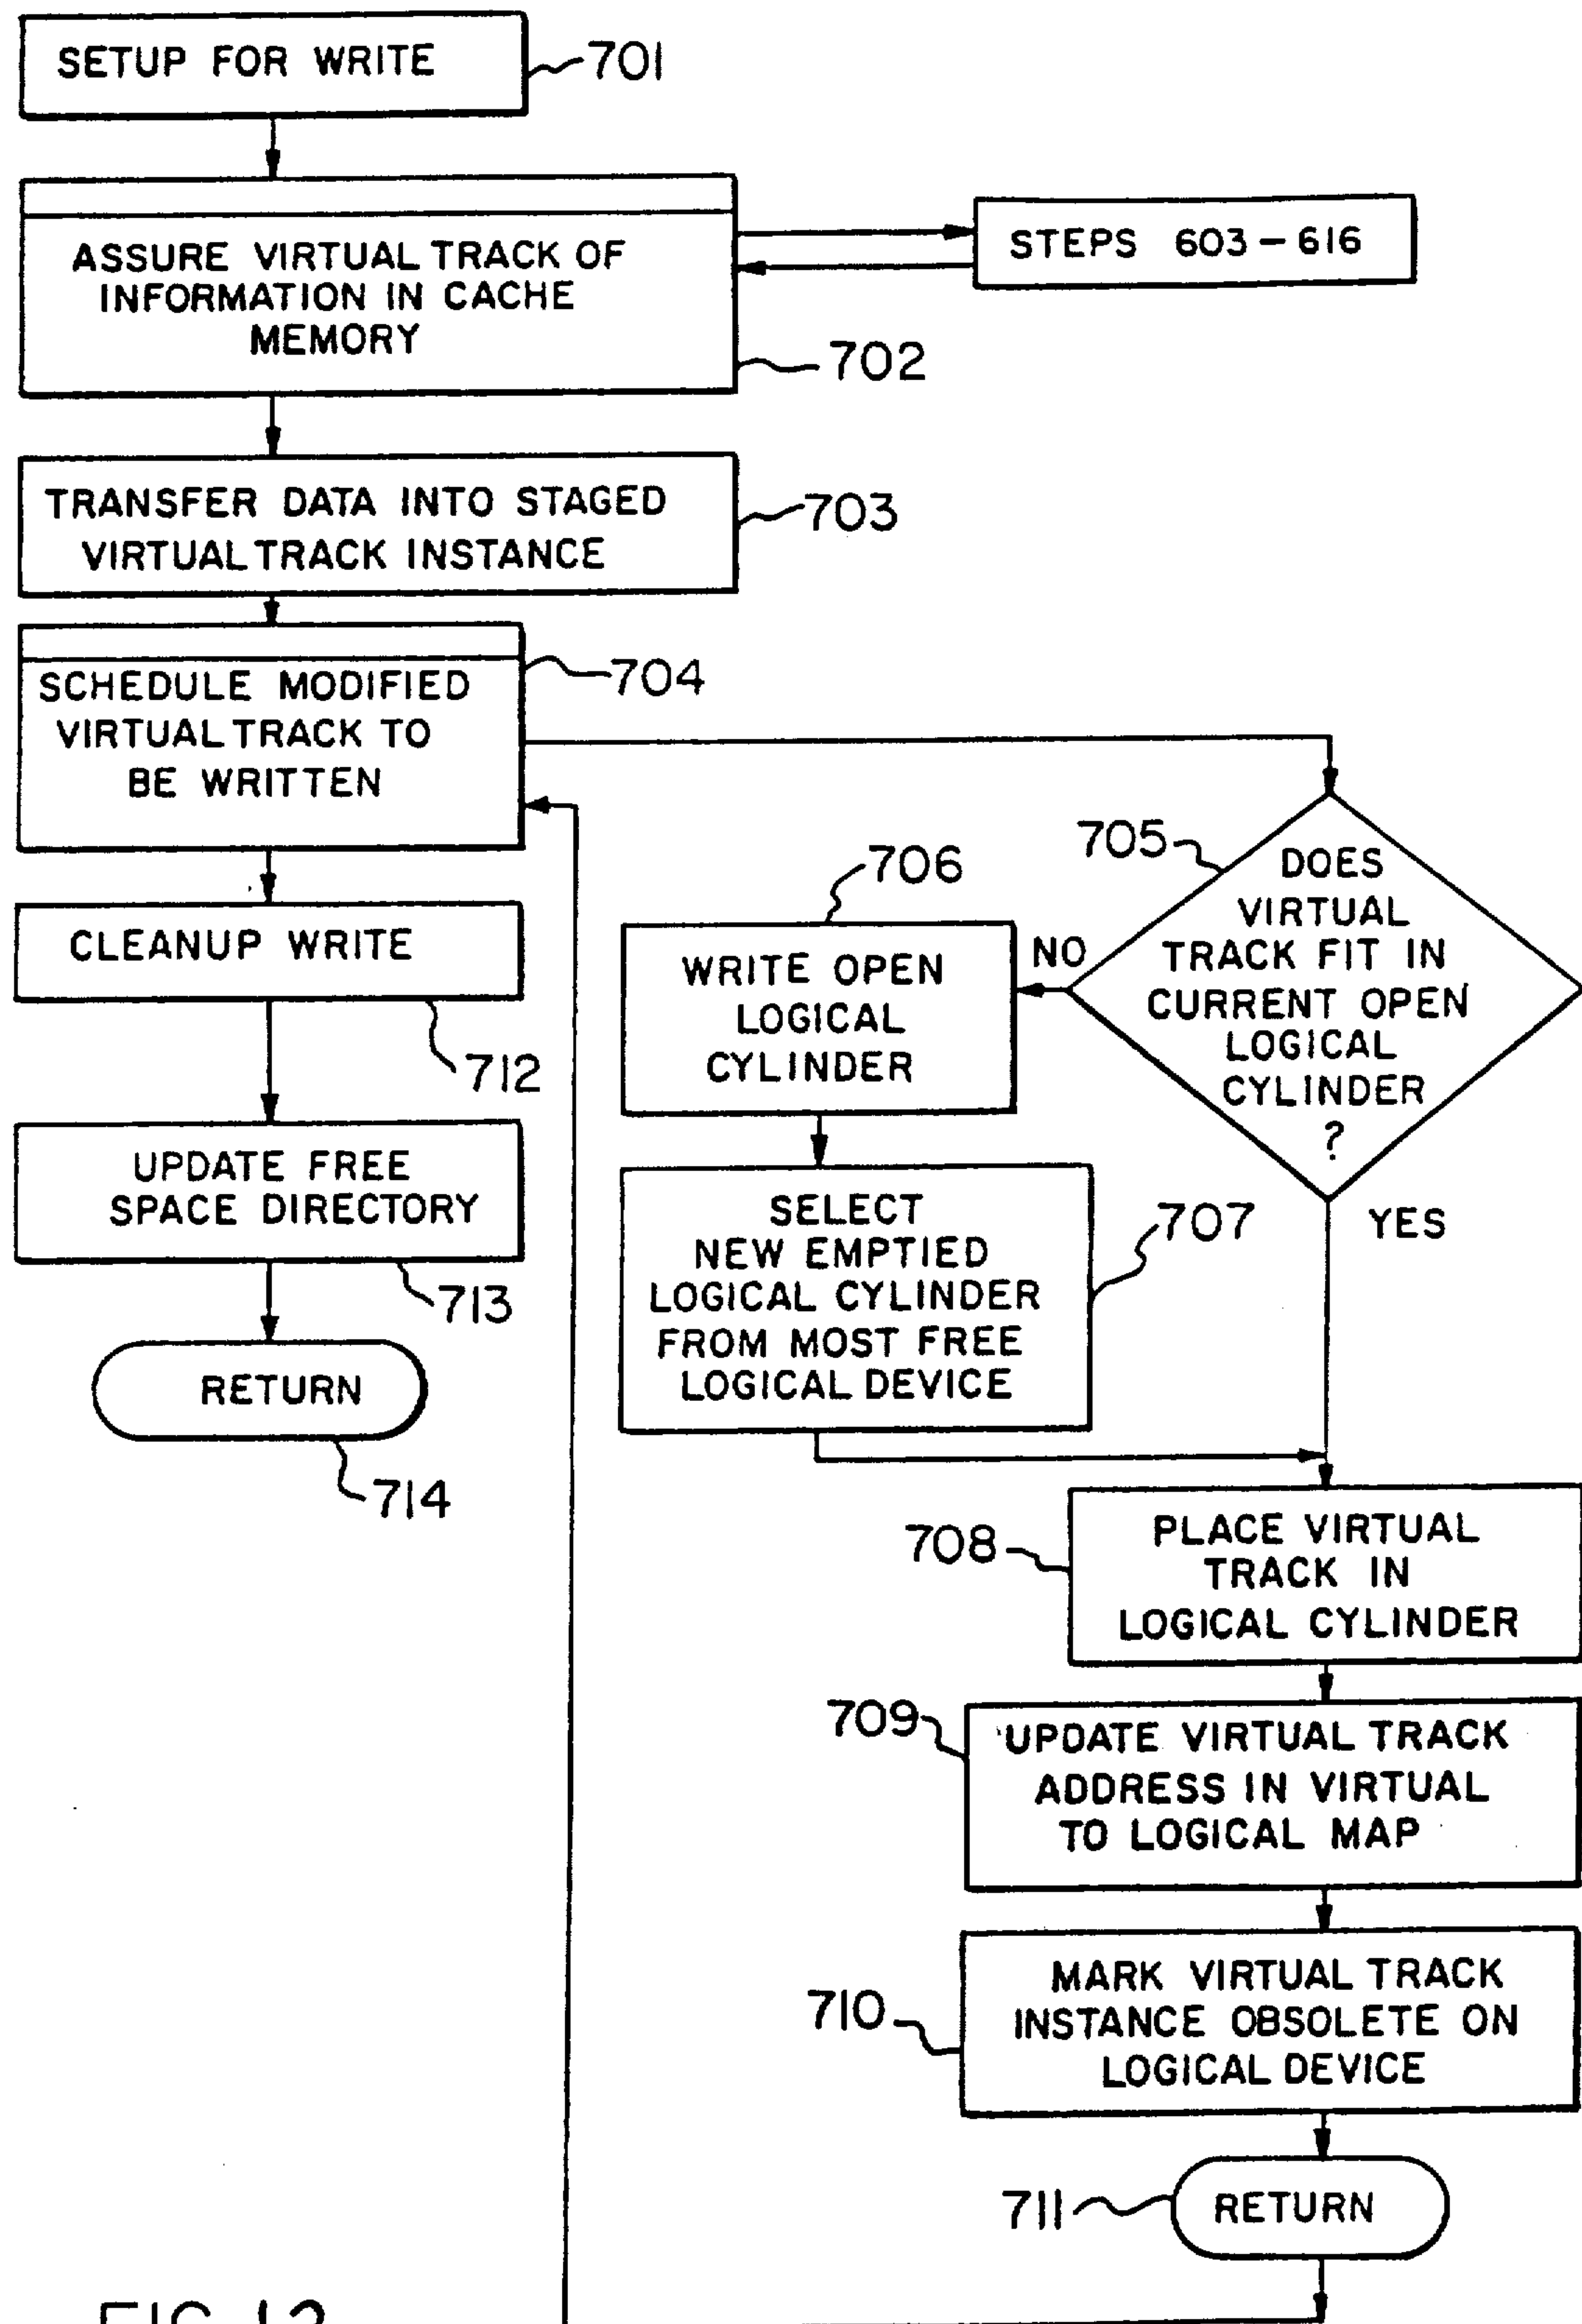 SETUP FOR WRITE
701
ASSURE VIRTUAL TRACK OF
INFORMATION IN CACHE
MEMORY
702
STEPS 603-616
TRANSFER DATA INTO STAGED
VIRTUAL TRACK INSTANCE
703
SCHEDULE MODIFIED
VIRTUAL TRACK TO
BE WRITTEN
704
CLEANUP WRITE
712
UPDATE FREE
SPACE DIRECTORY
713
RETURN
714
705
DOES
VIRTUAL
TRACK FIT IN
CURRENT OPEN
LOGICAL
CYLINDER
?
NO
YES
706
WRITE OPEN
LOGICAL
CYLINDER
SELECT
NEW EMPTIED
LOGICAL CYLINDER
FROM MOST FREE
LOGICAL DEVICE
707
708
PLACE VIRTUAL
TRACK IN
LOGICAL CYLINDER
709
UPDATE VIRTUAL TRACK
ADDRESS IN VIRTUAL
TO LOGICAL MAP
710
MARK VIRTUAL TRACK
INSTANCE OBSOLETE ON
LOGICAL DEVICE
711
RETURN
FIG.